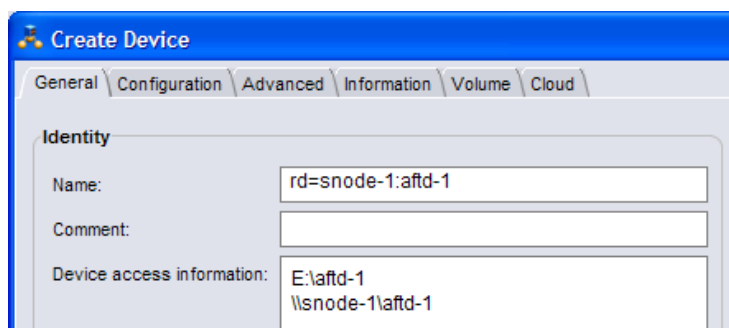 Create Device
General Configuration Advanced Information Volume Cloud
Identity
Name: rd=snode-1:aftd-1
Comment:
Device access information: E:\aftd-1
\\snode-1\aftd-1